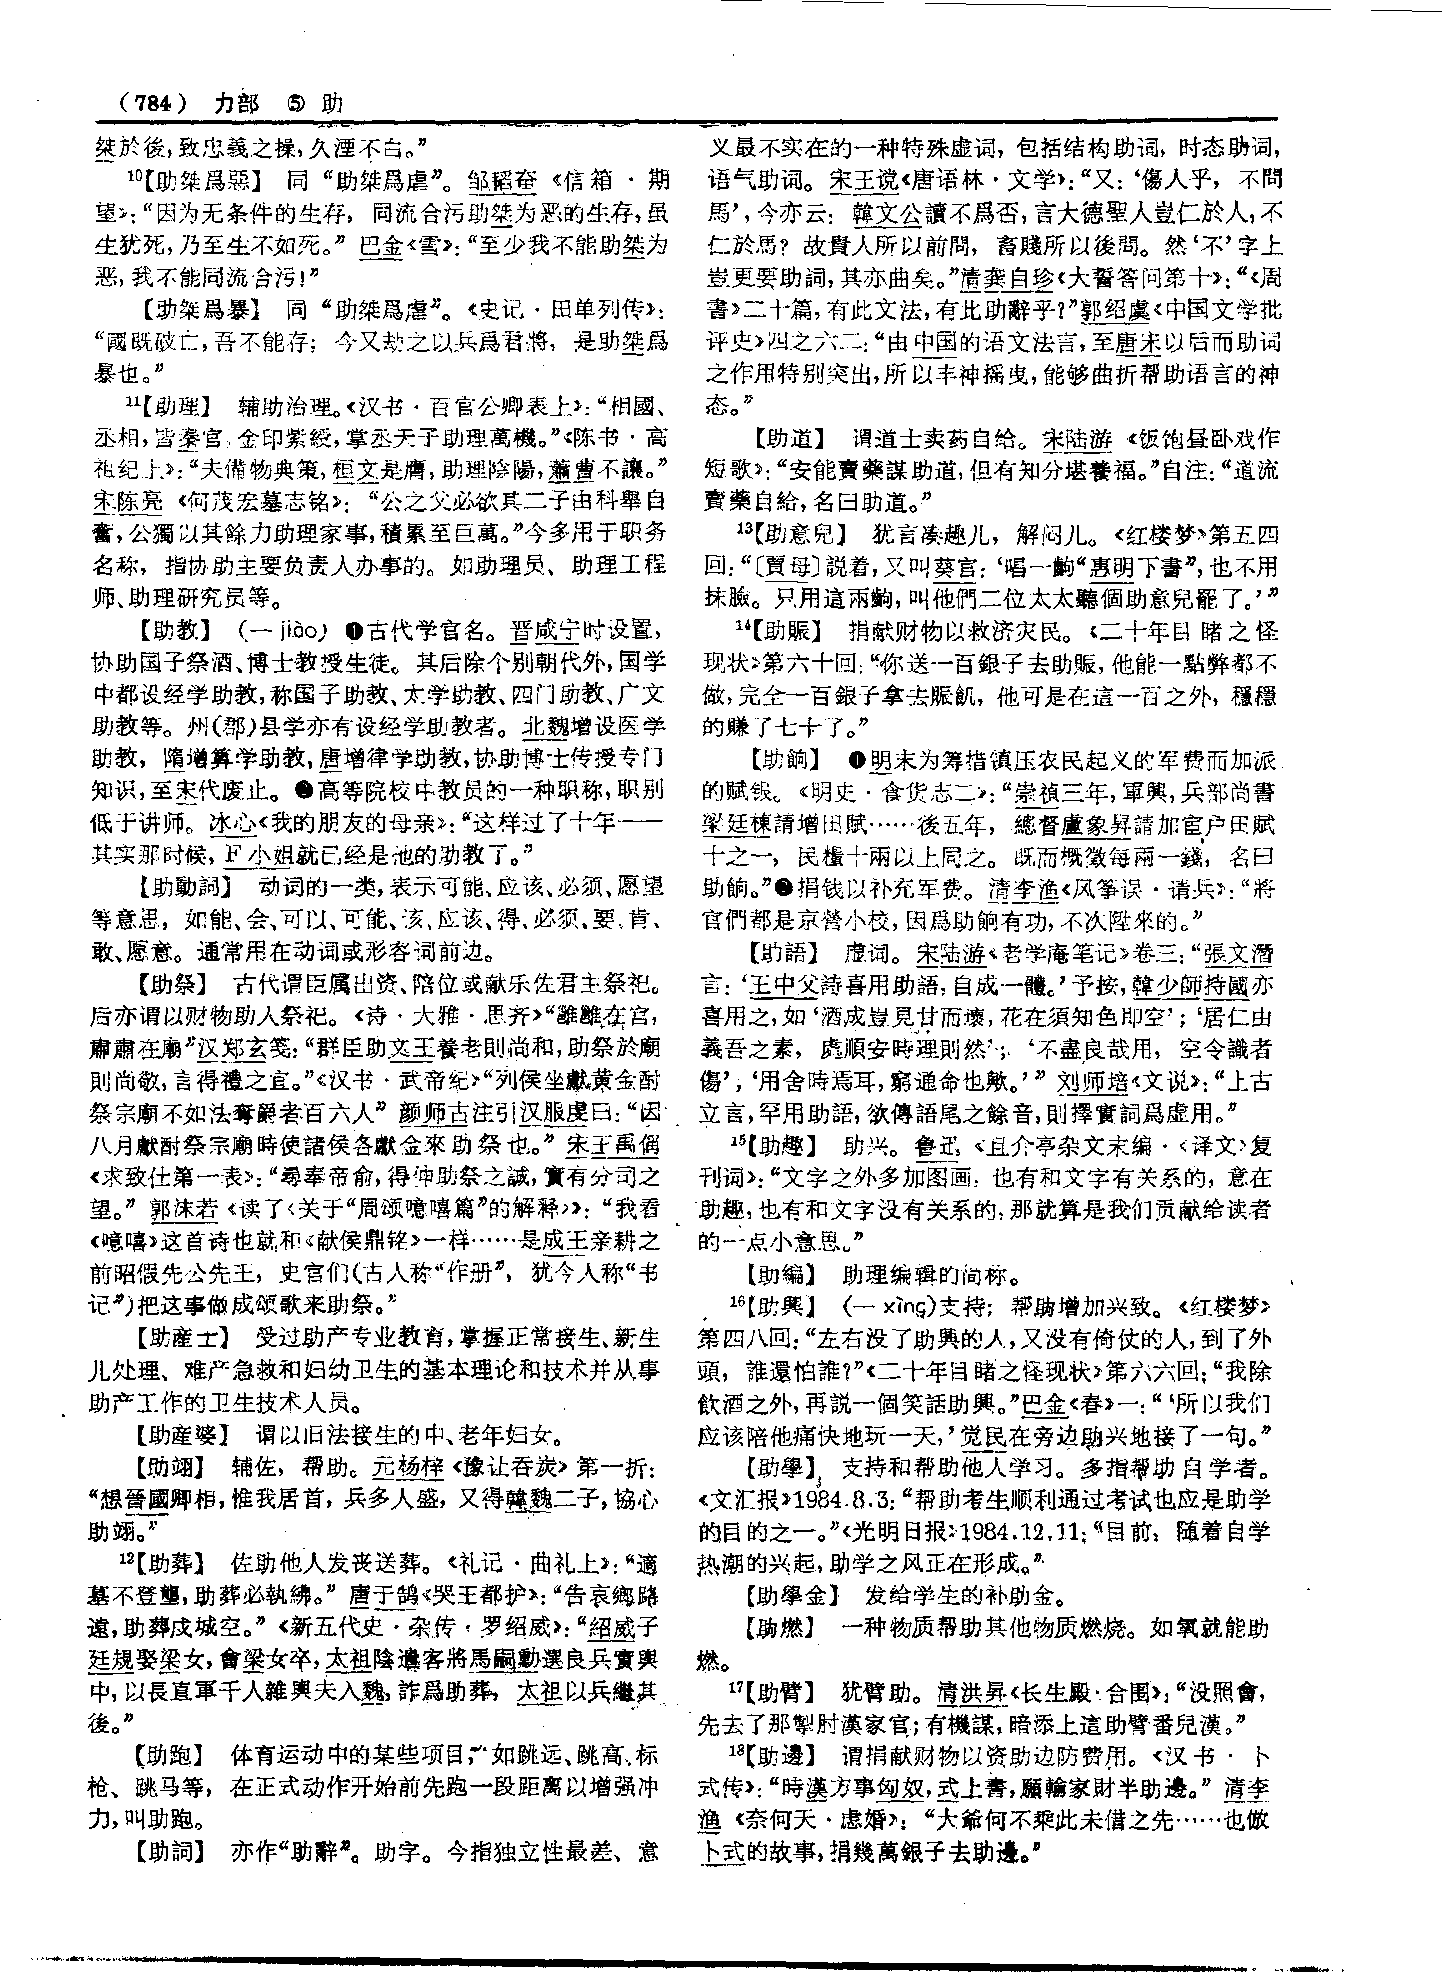 （784） 力部 ⑤ 助
桀於後，致忠義之操，久湮不白。”
10【助桀爲惡】 同“助桀爲虐”。邹韬奋《信箱·期
望》：“因为无条件的生存，同流合污助桀为恶的生存，虽
生犹死，乃至生不如死。”巴金《雪》：“至少我不能助桀为
恶，我不能同流合污！”
【助桀爲暴】 同“助桀爲虐”。《史记·田单列传》：
“國既破亡，吾不能存；今又劫之以兵爲君將，是助桀爲
暴也。”
11【助理】 辅助治理。《汉书·百官公卿表上》：“相國、
丞相，皆秦官，金印紫綬，掌丞天子助理萬機。”《陈书·高
祖纪上》：“夫備物典策，桓文是膺，助理陰陽，蕭曹不讓。”
宋陈亮《何茂宏墓志铭》：“公之父必欲其二子由科舉自
奮，公獨以其餘力助理家事，積累至巨萬。”今多用于职务
名称，指协助主要负责人办事的。如助理员、助理工程
师、助理研究员等。
【助教】 （一jiào）❶古代学官名。晋咸宁时设置，
协助国子祭酒、博士教授生徒。其后除个别朝代外，国学
中都设经学助教，称国子助教、太学助教、四门助教、广文
助教等。州（郡）县学亦有设经学助教者。北魏增设医学
助教，隋增算学助教，唐增律学助教，协助博士传授专门
知识，至宋代废止。❷高等院校中教员的一种职称，职别
低于讲师。冰心《我的朋友的母亲》：“这样过了十年——
其实那时候，F小姐就已经是他的助教了。”
【助動詞】 动词的一类，表示可能、应该、必须、愿望
等意思，如能、会、可以、可能、该、应该、得、必须、要、肯、
敢、愿意。通常用在动词或形容词前边。
【助祭】 古代谓臣属出资、陪位或献乐佐君主祭祀。
后亦谓以财物助人祭祀。《诗·大雅·思齐》“雝雝在宫，
肅肅在廟”汉郑玄笺：“群臣助文王養老則尚和，助祭於廟
則尚敬，言得禮之宜。”《汉书·武帝纪》“列侯坐獻黄金酎
祭宗廟不如法奪爵者百六人”颜师古注引汉服虔曰：“因
八月獻酎祭宗廟時使諸侯各獻金來助祭也。”宋王禹偁
《求致仕第一表》：“尋奉帝俞，得伸助祭之誠，實有分司之
望。”郭沫若《读了〈关于“周颂噫嘻篇”的解释〉》：“我看
《噫嘻》这首诗也就和《献侯鼎铭》一样……是成王亲耕之
前昭假先公先王，史官们（古人称“作册”，犹今人称“书
记”）把这事做成颂歌来助祭。”
【助産士】 受过助产专业教育，掌握正常接生、新生
儿处理、难产急救和妇幼卫生的基本理论和技术并从事
助产工作的卫生技术人员。
【助産婆】 谓以旧法接生的中、老年妇女。
【助翊】 辅佐，帮助。元杨梓《豫让吞炭》第一折：
“想晉國卿相，惟我居首，兵多人盛，又得韓魏二子，協心
助翊。”
12【助葬】 佐助他人发丧送葬。《礼记·曲礼上》：“適
墓不登壟，助葬必執紼。”唐于鹄《哭王都护》：“告哀鄉路
遠，助葬戍城空。”《新五代史·杂传·罗绍威》：“紹威子
廷規娶梁女，會梁女卒，太祖陰遣客將馬嗣勳選良兵實輿
中，以長直軍千人雜輿夫入魏，詐爲助葬，太祖以兵繼其
後。”
【助跑】 体育运动中的某些项目，如跳远、跳高、标
枪、跳马等，在正式动作开始前先跑一段距离以增强冲
力，叫助跑。
【助詞】 亦作“助辭”。助字。今指独立性最差、意
义最不实在的一种特殊虚词，包括结构助词，时态助词，
语气助词。宋王谠《唐语林·文学》：“又：‘傷人乎，不問
馬’，今亦云：韓文公讀不爲否，言大德聖人豈仁於人，不
仁於馬？故貴人所以前問，畜賤所以後問。然‘不’字上
豈更要助詞，其亦曲矣。”清龚自珍《大誓答问第十》：“《周
書》二十篇，有此文法，有此助辭乎？”郭绍虞《中国文学批
评史》四之六二：“由中国的语文法言，至唐宋以后而助词
之作用特别突出，所以丰神摇曳，能够曲折帮助语言的神
态。”
【助道】 谓道士卖药自给。宋陆游《饭饱昼卧戏作
短歌》：“安能賣藥謀助道，但有知分堪養福。”自注：“道流
賣藥自給，名曰助道。”
13【助意兒】 犹言凑趣儿，解闷儿。《红楼梦》第五四
回：“〔賈母〕説着，又叫葵官：‘唱一齣“惠明下書”，也不用
抹臉。只用這兩齣，叫他們二位太太聽個助意兒罷了。’”
14【助賑】 捐献财物以救济灾民。《二十年目睹之怪
现状》第六十回：“你送一百銀子去助賑，他能一點弊都不
做，完全一百銀子拿去賑飢，他可是在這一百之外，穩穩
的賺了七十了。”
【助餉】 ❶明末为筹措镇压农民起义的军费而加派
的赋银。《明史·食货志二》：“崇禎三年，軍興，兵部尚書
梁廷棟請增田賦……後五年，總督盧象昇請加宦户田賦
十之一，民糧十兩以上同之。既而概徵每兩一錢，名曰
助餉。”❷捐钱以补充军费。清李渔《风筝误·请兵》：“將
官們都是京營小校，因爲助餉有功，不次陞來的。”
【助語】 虚词。宋陆游《老学庵笔记》卷三：“張文潛
言：‘王中父詩喜用助語，自成一體。’予按，韓少師持國亦
喜用之，如‘酒成豈見甘而壞，花在須知色即空’；‘居仁由
義吾之素，處順安時理則然’；‘不盡良哉用，空令識者
傷’；‘用舍時焉耳，窮通命也歟。’”刘师培《文说》：“上古
立言，罕用助語，欲傳語尾之餘音，則擇實詞爲虚用。”
15【助趣】 助兴。鲁迅《且介亭杂文末编·〈译文〉复
刊词》：“文字之外多加图画，也有和文字有关系的，意在
助趣，也有和文字没有关系的，那就算是我们贡献给读者
的一点小意思。”
【助编】 助理编辑的简称。
16【助興】 （一xìng）支持；帮助增加兴致。《红楼梦》
第四八回：“左右没了助興的人，又没有倚仗的人，到了外
頭，誰還怕誰？”《二十年目睹之怪现状》第六六回：“我除
飲酒之外，再説一個笑話助興。”巴金《春》一：“‘所以我们
应该陪他痛快地玩一天，’觉民在旁边助兴地接了一句。”
【助學】 支持和帮助他人学习。多指帮助自学者。
《文汇报》1984.8.3：“帮助考生顺利通过考试也应是助学
的目的之一。”《光明日报》1984.12.11：“目前，随着自学
热潮的兴起，助学之风正在形成。”
【助學金】 发给学生的补助金。
【助燃】 一种物质帮助其他物质燃烧。如氧就能助
燃。
17【助臂】 犹臂助。清洪昇《长生殿·合围》：“没照會，
先去了那掣肘漢家官；有機謀，暗添上這助臂番兒漢。”
18【助邊】 谓捐献财物以资助边防费用。《汉书·卜
式传》：“時漢方事匈奴，式上書，願輸家財半助邊。”清李
渔《奈何天·虑婚》：“大爺何不乘此未借之先……也倣
卜式的故事，捐幾萬銀子去助邊。”